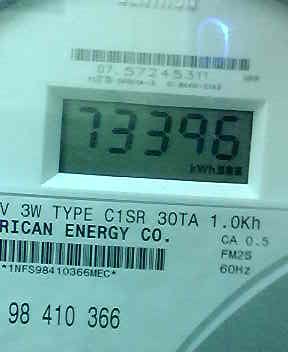 07.572453
73396
kWh
V 3W TYPE C1SR 30TA 1.0Kh
RICAN ENERGY CO.
CA 0.5
FM2S
60Hz
*1NFS98410366MEC*
98 410 366